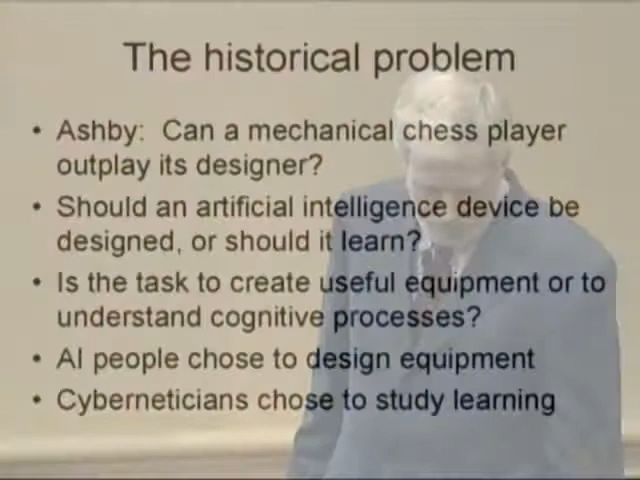 The historical problem
• Ashby: Can a mechanical chess player
outplay its designer?
• Should an artificial intelligence device be
designed, or should it learn?
• Is the task to create useful equipment or to
understand cognitive processes?
• AI people chose to design equipment
• Cyberneticians chose to study learning